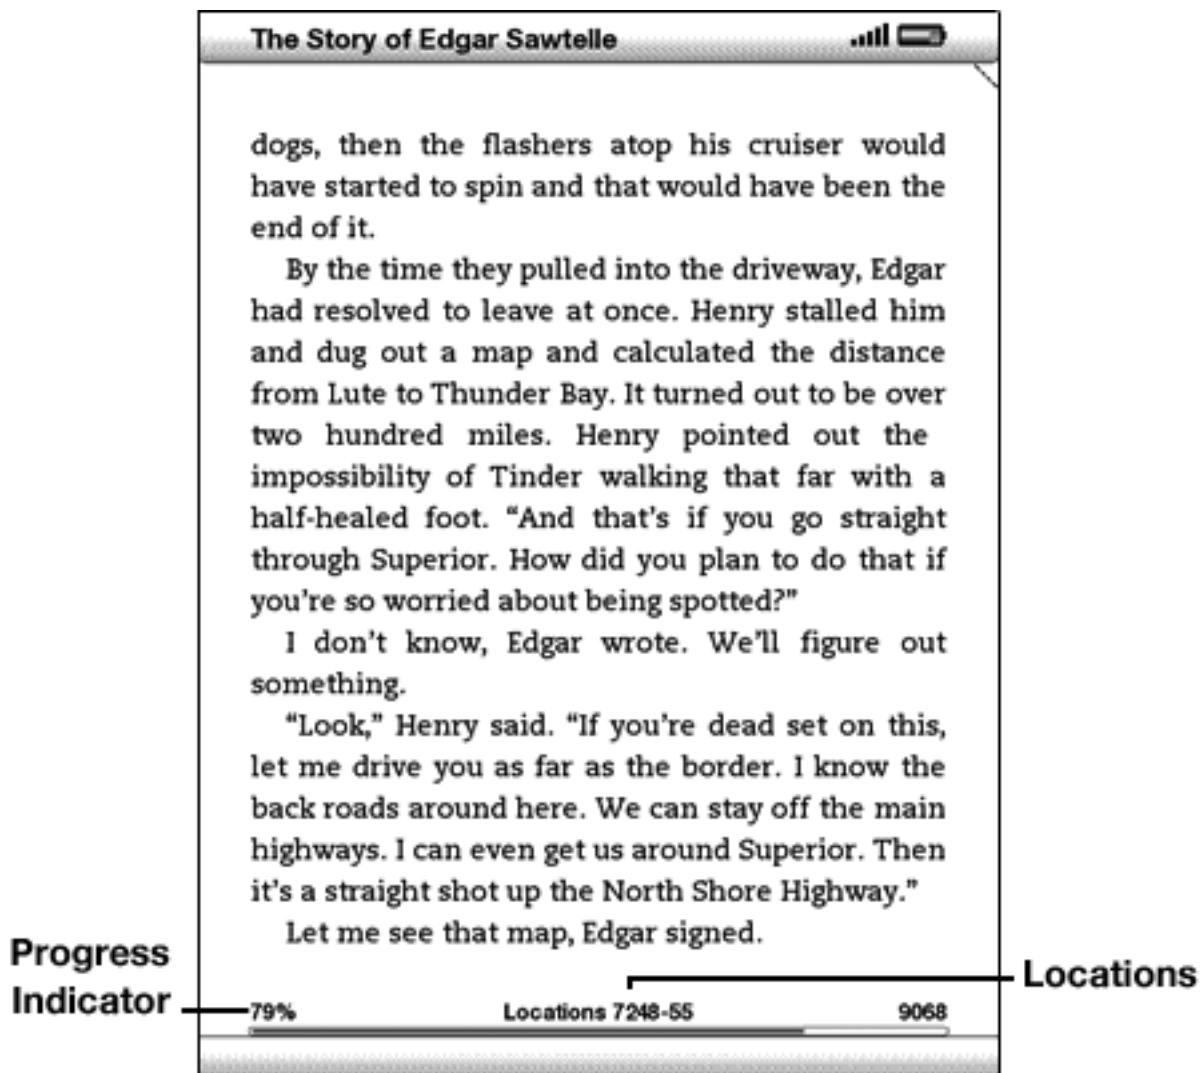 The Story of Edgar Sawtelle
dogs, then the flashers atop his cruiser would
have started to spin and that would have been the
end of it.
By the time they pulled into the driveway, Edgar
had resolved to leave at once. Henry stalled him
and dug out a map and calculated the distance
from Lute to Thunder Bay. It turned out to be over
two hundred miles. Henry pointed out the
impossibility of Tinder walking that far with a
half-healed foot. “And that’s if you go straight
through Superior. How did you plan to do that if
you’re so worried about being spotted?”
I don’t know, Edgar wrote. We’ll figure out
something.
“Look,” Henry said. “If you’re dead set on this,
let me drive you as far as the border. I know the
back roads around here. We can stay off the main
highways. I can even get us around Superior. Then
it’s a straight shot up the North Shore Highway.”
Let me see that map, Edgar signed.
Progress
Indicator
Locations
79% Locations 7248-55 9068